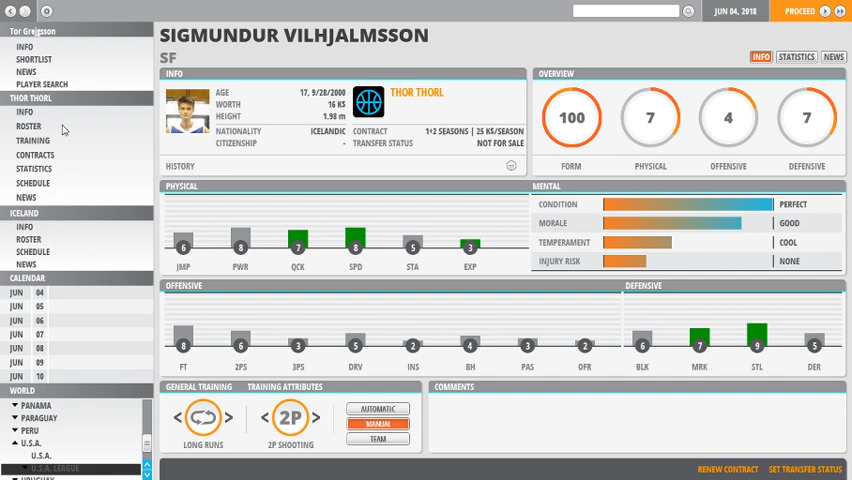 JUN 04, 2018
PROCEED
Tor Grejgsson
INFO
SHORTLIST
NEWS
PLAYER SEARCH
THOR THORL
INFO
ROSTER
TRAINING
CONTRACTS
STATISTICS
SCHEDULE
NEWS
ICELAND
INFO
ROSTER
SCHEDULE
NEWS
CALENDAR
JUN 04
JUN 05
JUN 06
JUN 07
JUN 08
JUN 09
JUN 10
WORLD
PANAMA
PARAGUAY
PERU
U.S.A.
U.S.A.
U.S.A. LEAGUE
SIGMUNDUR VILHJALMSSON
SF
INFO STATISTICS NEWS
INFO
AGE 17, 9/28/2000
WORTH 16 K$
HEIGHT 1.98 m
NATIONALITY ICELANDIC
CITIZENSHIP -
THOR THORL
CONTRACT 1+2 SEASONS | 25 K$/SEASON
TRANSFER STATUS NOT FOR SALE
HISTORY
OVERVIEW
100 7 4 7
FORM PHYSICAL OFFENSIVE DEFENSIVE
PHYSICAL
6 8 7 8 5 3
JMP PWR QCK SPD STA EXP
MENTAL
CONDITION PERFECT
MORALE GOOD
TEMPERAMENT COOL
INJURY RISK NONE
OFFENSIVE
8 6 3 5 2 4 3 2
FT 2PS 3PS DRV INS BH PAS OFR
DEFENSIVE
6 7 9 5
BLK MRK STL DER
GENERAL TRAINING TRAINING ATTRIBUTES
< > < 2P >
LONG RUNS 2P SHOOTING
AUTOMATIC
MANUAL
TEAM
COMMENTS
RENEW CONTRACT SET TRANSFER STATUS